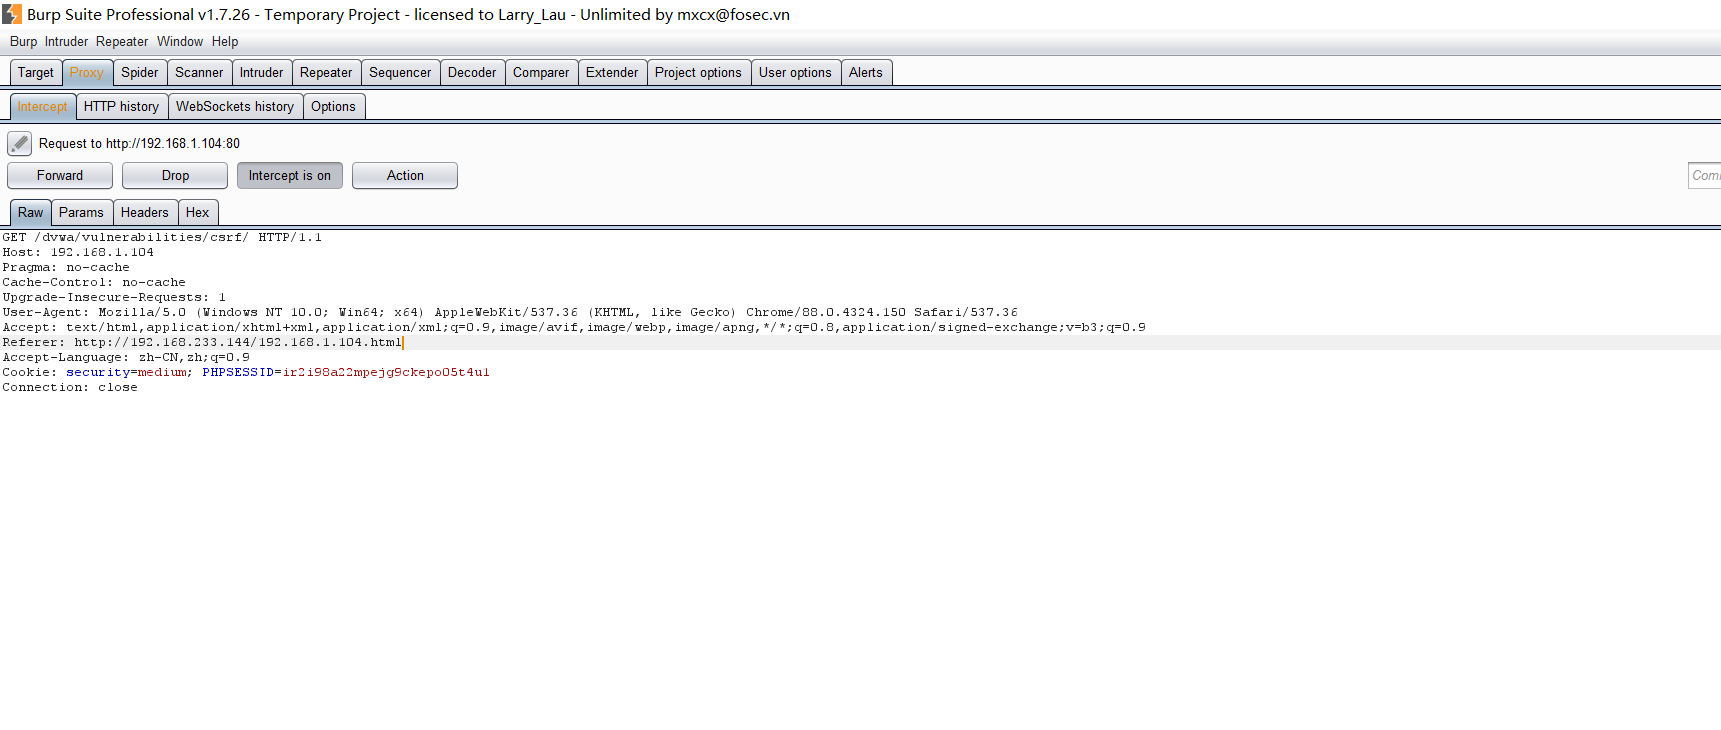 Burp Suite Professional v1.7.26 - Temporary Project - licensed to Larry_Lau - Unlimited by mxcx@fosec.vn
Burp Intruder Repeater Window Help
Target Proxy Spider Scanner Intruder Repeater Sequencer Decoder Comparer Extender Project options User options Alerts
Intercept HTTP history WebSockets history Options
Request to http://192.168.1.104:80
Forward Drop Intercept is on Action
Raw Params Headers Hex
GET /dvwa/vulnerabilities/csrf/ HTTP/1.1
Host: 192.168.1.104
Pragma: no-cache
Cache-Control: no-cache
Upgrade-Insecure-Requests: 1
User-Agent: Mozilla/5.0 (Windows NT 10.0; Win64; x64) AppleWebKit/537.36 (KHTML, like Gecko) Chrome/88.0.4324.150 Safari/537.36
Accept: text/html,application/xhtml+xml,application/xml;q=0.9,image/avif,image/webp,image/apng,*/*;q=0.8,application/signed-exchange;v=b3;q=0.9
Referer: http://192.168.233.144/192.168.1.104.html
Accept-Language: zh-CN,zh;q=0.9
Cookie: security=medium; PHPSESSID=ir2i98a22mpejg9ckepo05t4u1
Connection: close